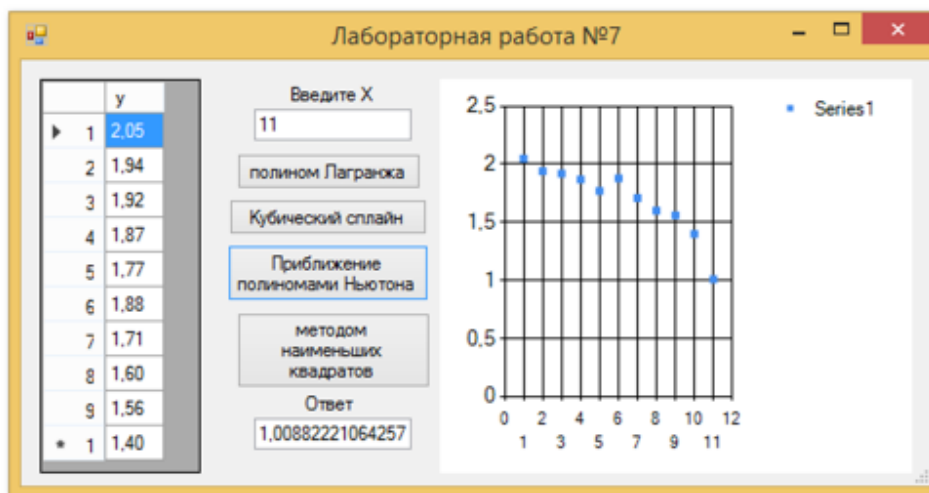 Лабораторная работа №7
y
1 2,05
2 1,94
3 1,92
4 1,87
5 1,77
6 1,88
7 1,71
8 1,60
9 1,56
* 1 1,40
Введите X
11
полином Лагранжа
Кубический сплайн
Приближение
полиномами Ньютона
методом
наименьших
квадратов
Ответ
1,00882221064257
2,5
2
1,5
1
0,5
0
0 2 4 6 8 10 12
1 3 5 7 9 11
Series1